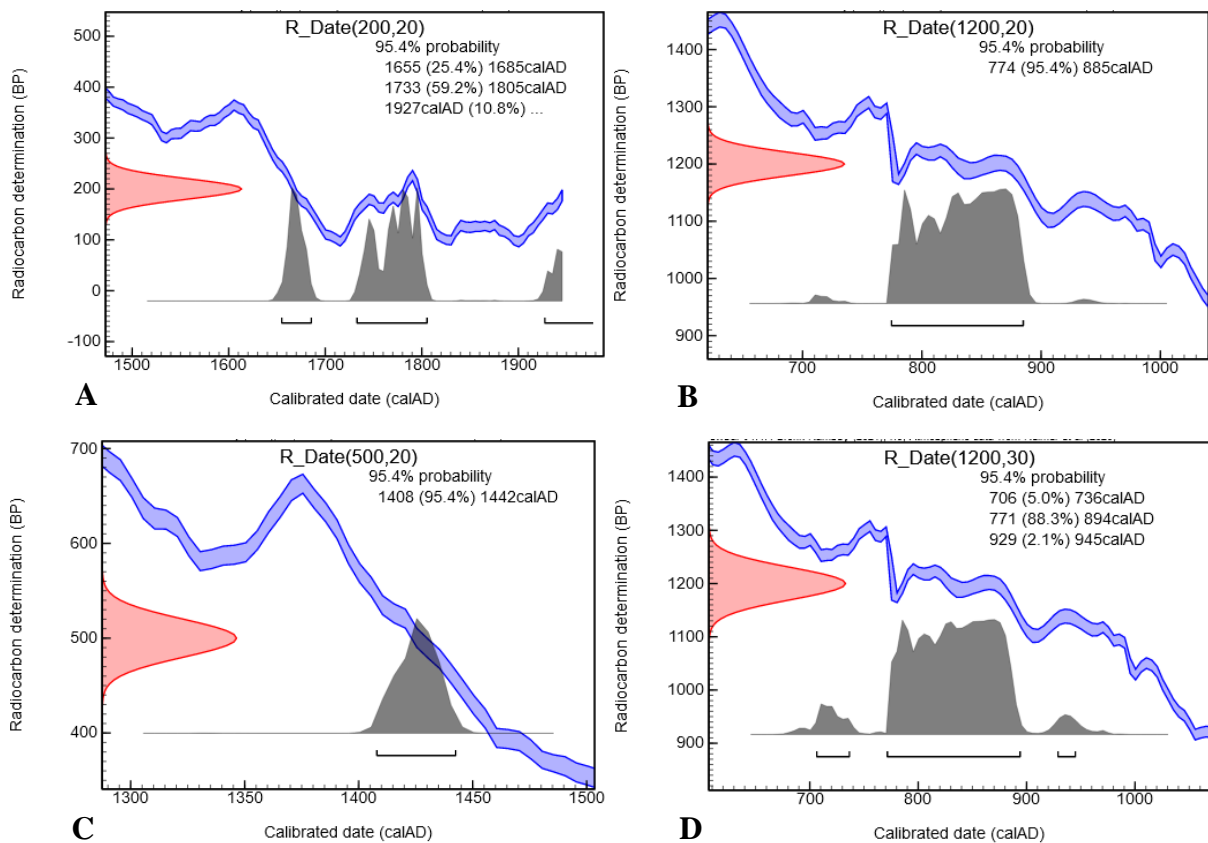 R_Date(200,20)
95.4% probability
1655 (25.4%) 1685calAD
1733 (59.2%) 1805calAD
1927calAD (10.8%) ...
Radiocarbon determination (BP)
500
400
300
200
100
0
-100
1500 1600 1700 1800 1900
Calibrated date (calAD)
A
R_Date(1200,20)
95.4% probability
774 (95.4%) 885calAD
Radiocarbon determination (BP)
1400
1300
1200
1100
1000
900
700 800 900 1000
Calibrated date (calAD)
B
R_Date(500,20)
95.4% probability
1408 (95.4%) 1442calAD
Radiocarbon determination (BP)
700
600
500
400
1300 1350 1400 1450 1500
Calibrated date (calAD)
C
R_Date(1200,30)
95.4% probability
706 (5.0%) 736calAD
771 (88.3%) 894calAD
929 (2.1%) 945calAD
Radiocarbon determination (BP)
1400
1300
1200
1100
1000
900
700 800 900 1000
Calibrated date (calAD)
D